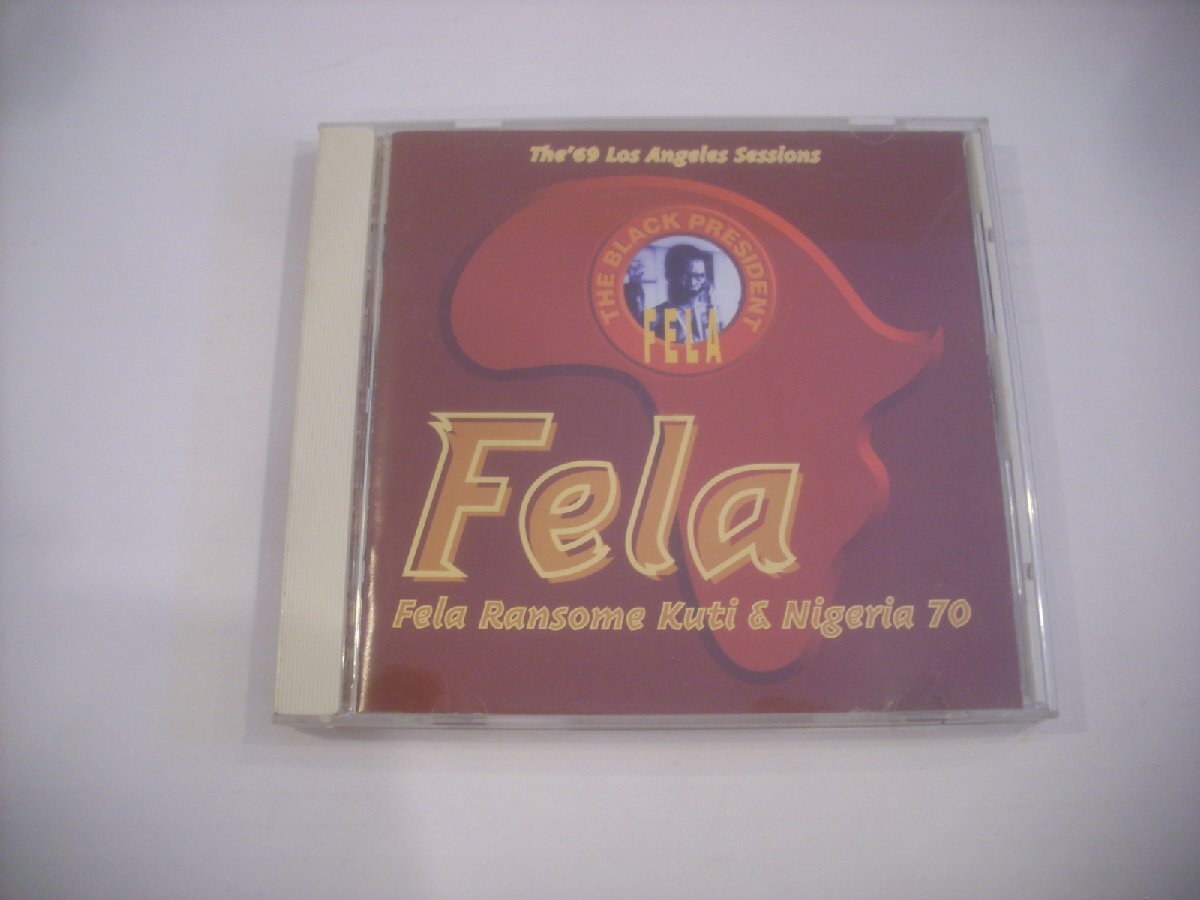 The '69 Los Angeles Sessions
THE BLACK PRESIDENT
FELA
Fela
Fela Ransome Kuti & Nigeria 70